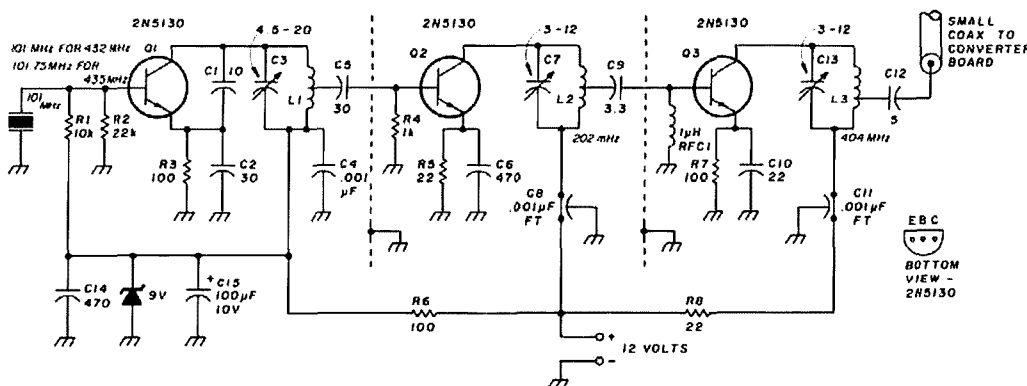 2N5130
2N5130
2N5130
SMALL
COAX TO
CONVERTER
BOARD
101 MHz FOR 432 MHz
101.75MHz FOR
435MHz
Q1
4.5-20
C3
C1
10
C5
30
L1
101
MHz
R1
10k
R2
22k
R3
100
C2
30
C4
.001
µF
Q2
3-12
C7
C9
3.3
L2
R4
1k
R5
22
C6
470
202 mHz
C8
.001µF
FT
Q3
3-12
C13
C12
5
L3
1µH
RFC1
R7
100
C10
22
404 MHz
C11
.001µF
FT
E B C
BOTTOM
VIEW -
2N5130
C14
470
9V
+
C15
100µF
10V
R6
100
R8
22
+
12 VOLTS
-